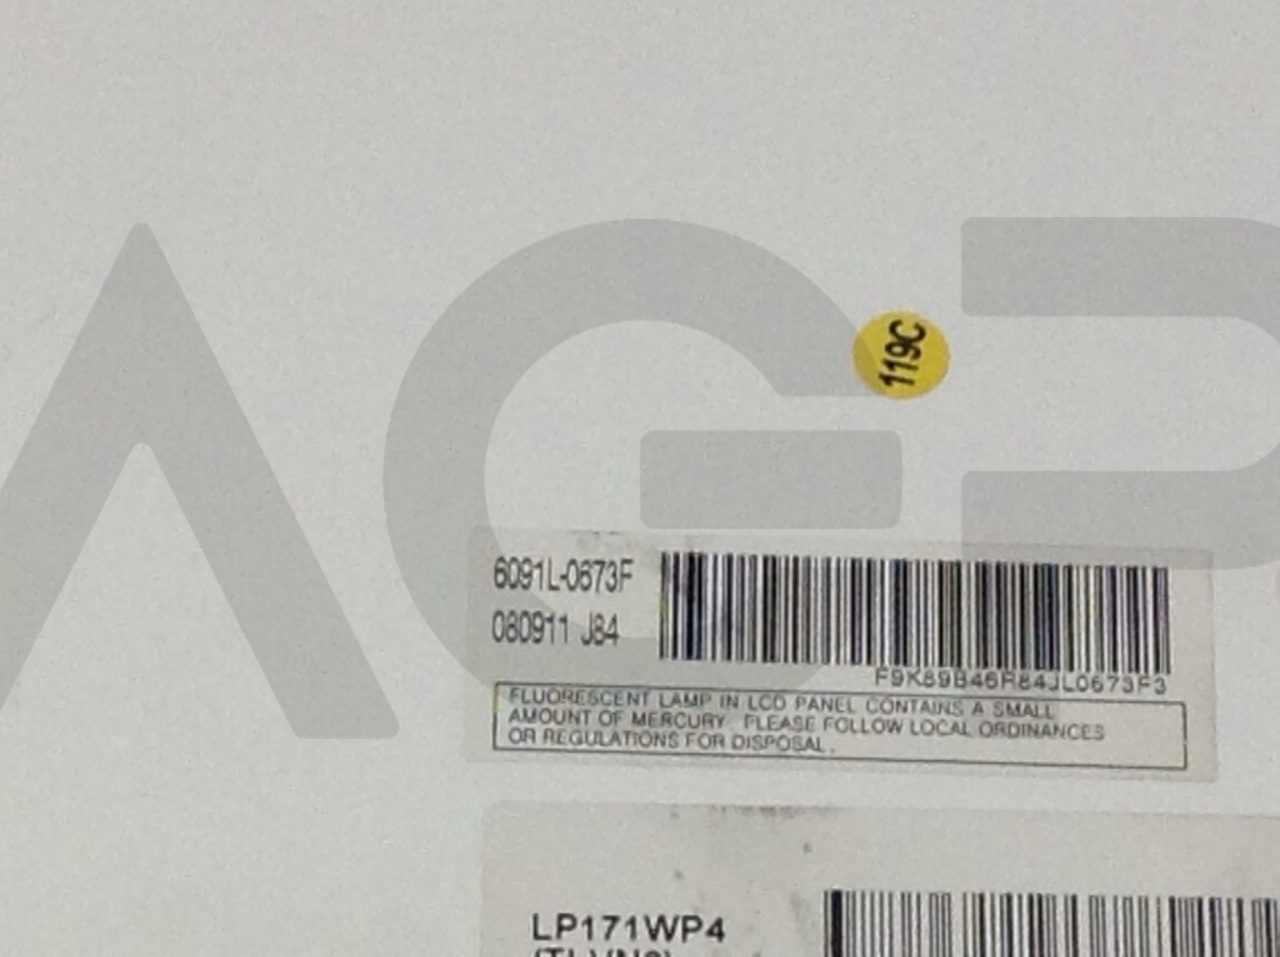 AGP
119C
6091L-0673F
080911 J84
F9K89B46R84JL0673F3
FLUORESCENT LAMP IN LCD PANEL CONTAINS A SMALL
AMOUNT OF MERCURY. PLEASE FOLLOW LOCAL ORDINANCES
OR REGULATIONS FOR DISPOSAL.
LP171WP4